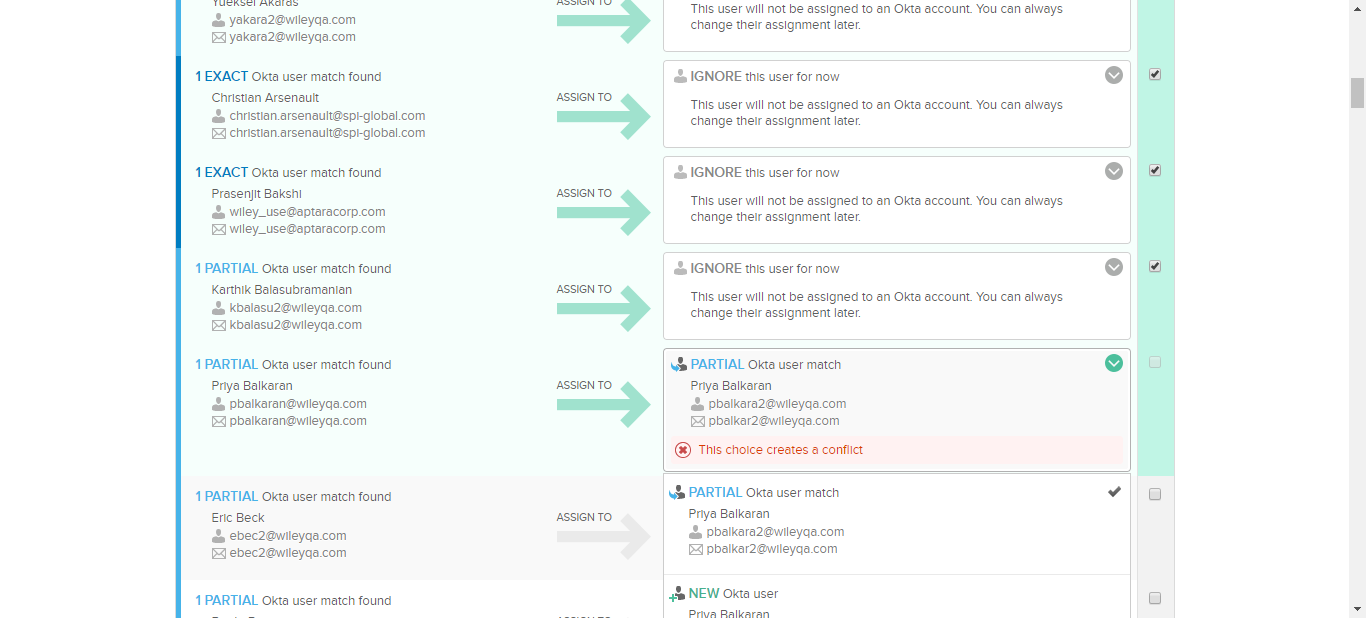 Yueksel Akaras
yakara2@wileyqa.com
yakara2@wileyqa.com
ASSIGN TO
This user will not be assigned to an Okta account. You can always
change their assignment later.
1 EXACT Okta user match found
Christian Arsenault
christian.arsenault@spi-global.com
christian.arsenault@spi-global.com
ASSIGN TO
IGNORE this user for now
This user will not be assigned to an Okta account. You can always
change their assignment later.
1 EXACT Okta user match found
Prasenjit Bakshi
wiley_use@aptaracorp.com
wiley_use@aptaracorp.com
ASSIGN TO
IGNORE this user for now
This user will not be assigned to an Okta account. You can always
change their assignment later.
1 PARTIAL Okta user match found
Karthik Balasubramanian
kbalasu2@wileyqa.com
kbalasu2@wileyqa.com
ASSIGN TO
IGNORE this user for now
This user will not be assigned to an Okta account. You can always
change their assignment later.
1 PARTIAL Okta user match found
Priya Balkaran
pbalkaran@wileyqa.com
pbalkaran@wileyqa.com
ASSIGN TO
PARTIAL Okta user match
Priya Balkaran
pbalkara2@wileyqa.com
pbalkar2@wileyqa.com
This choice creates a conflict
1 PARTIAL Okta user match found
Eric Beck
ebec2@wileyqa.com
ebec2@wileyqa.com
ASSIGN TO
PARTIAL Okta user match
Priya Balkaran
pbalkara2@wileyqa.com
pbalkar2@wileyqa.com
1 PARTIAL Okta user match found
ASSIGN TO
NEW Okta user
Priya Balkaran